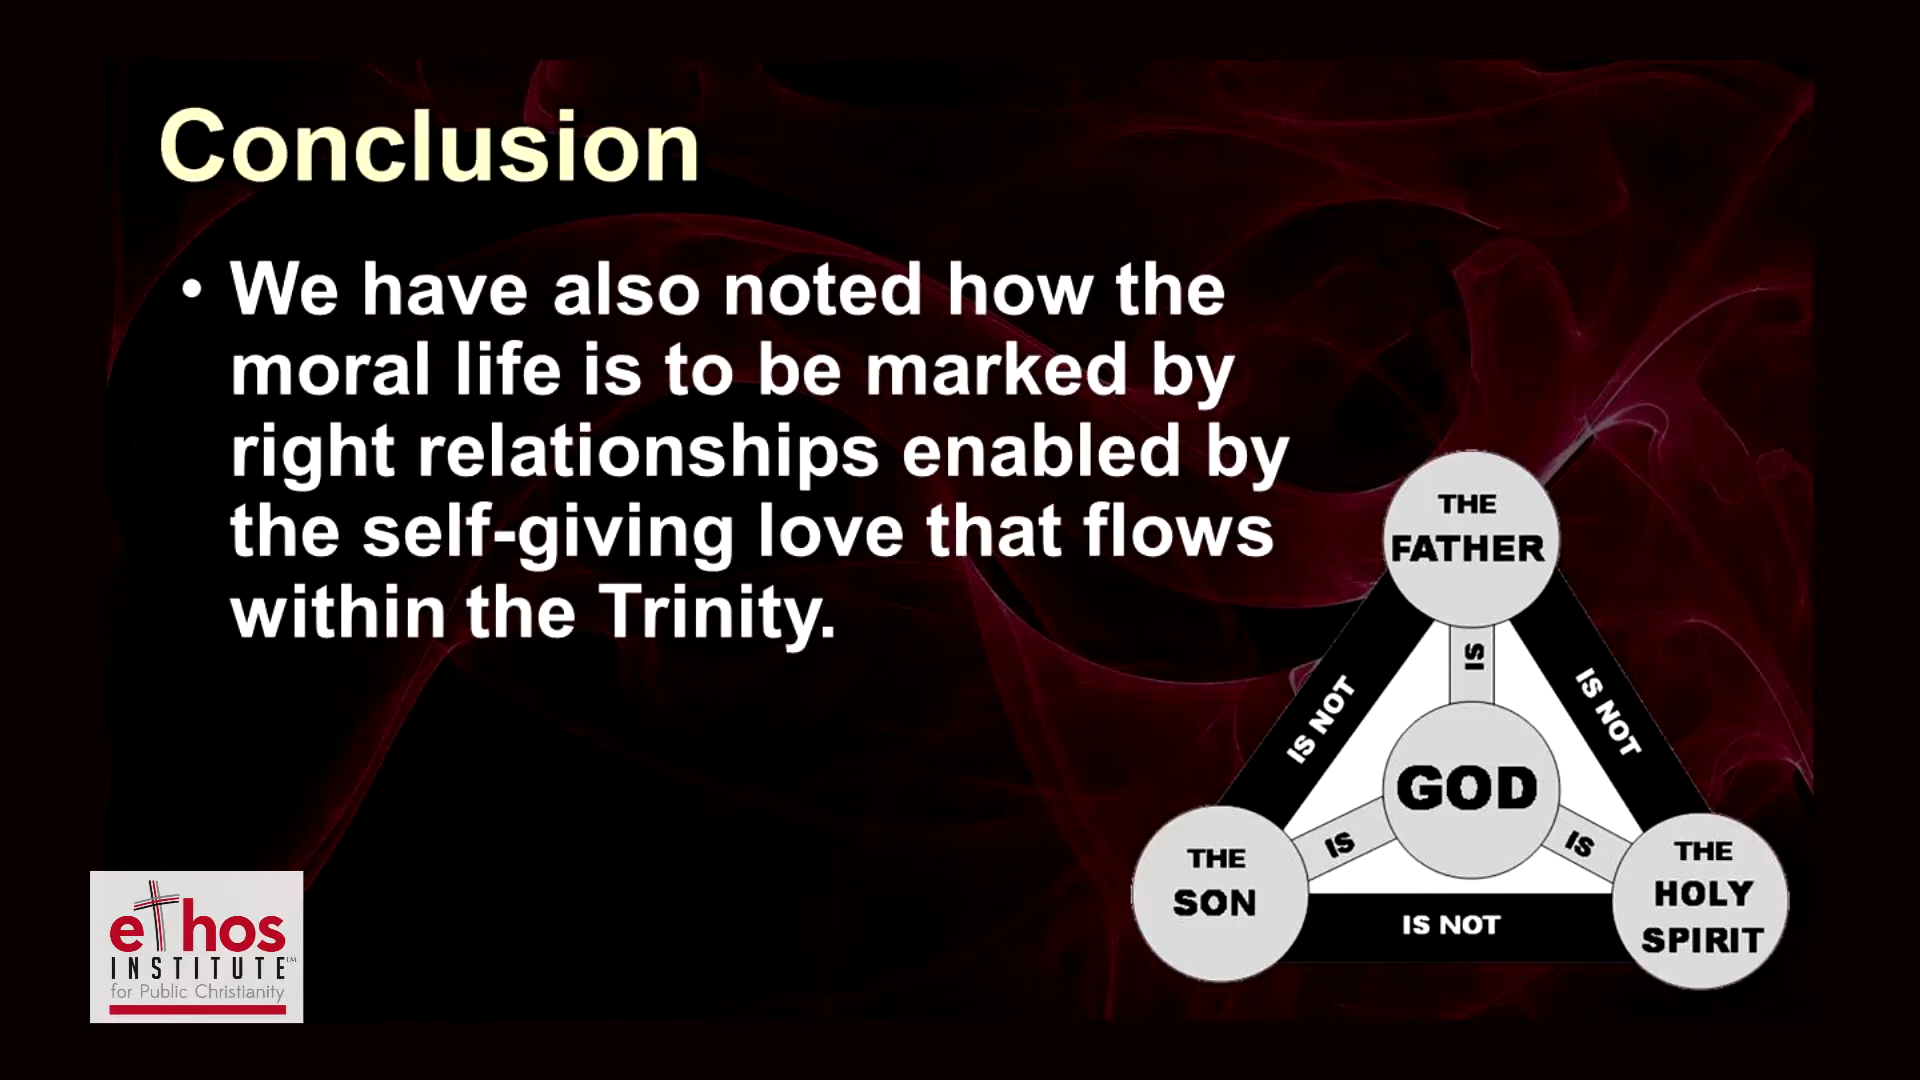 Conclusion
• We have also noted how the
moral life is to be marked by
right relationships enabled by
the self-giving love that flows
within the Trinity.
THE
FATHER
IS
IS NOT
IS NOT
GOD
IS
IS
THE
SON
THE
HOLY
SPIRIT
IS NOT
ethos
INSTITUTE™
for Public Christianity